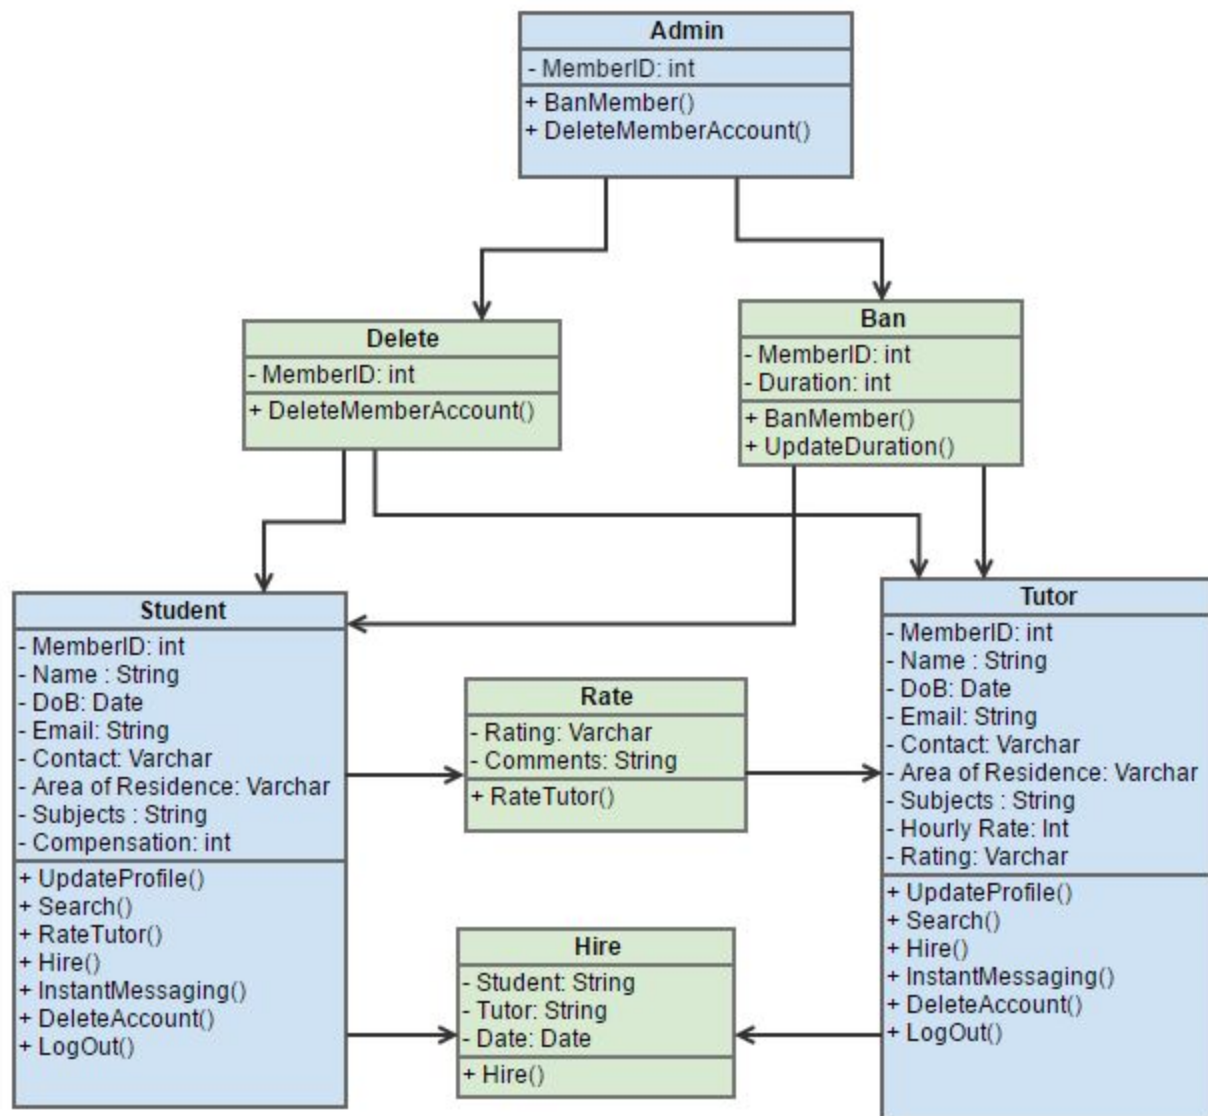 Admin
- MemberID: int
+ BanMember()
+ DeleteMemberAccount()
Delete
- MemberID: int
+ DeleteMemberAccount()
Ban
- MemberID: int
- Duration: int
+ BanMember()
+ UpdateDuration()
Student
- MemberID: int
- Name : String
- DoB: Date
- Email: String
- Contact: Varchar
- Area of Residence: Varchar
- Subjects : String
- Compensation: int
+ UpdateProfile()
+ Search()
+ RateTutor()
+ Hire()
+ InstantMessaging()
+ DeleteAccount()
+ LogOut()
Rate
- Rating: Varchar
- Comments: String
+ RateTutor()
Hire
- Student: String
- Tutor: String
- Date: Date
+ Hire()
Tutor
- MemberID: int
- Name : String
- DoB: Date
- Email: String
- Contact: Varchar
- Area of Residence: Varchar
- Subjects : String
- Hourly Rate: Int
- Rating: Varchar
+ UpdateProfile()
+ Search()
+ Hire()
+ InstantMessaging()
+ DeleteAccount()
+ LogOut()